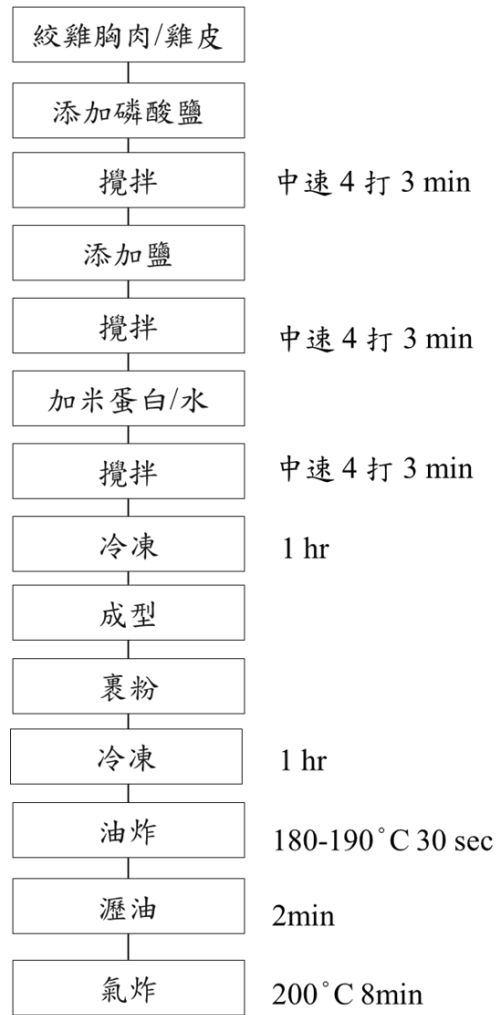 絞雞胸肉/雞皮
添加磷酸鹽
攪拌 中速 4 打 3 min
添加鹽
攪拌 中速 4 打 3 min
加米蛋白/水
攪拌 中速 4 打 3 min
冷凍 1 hr
成型
裹粉
冷凍 1 hr
油炸 180-190˚C 30 sec
瀝油 2min
氣炸 200˚C 8min